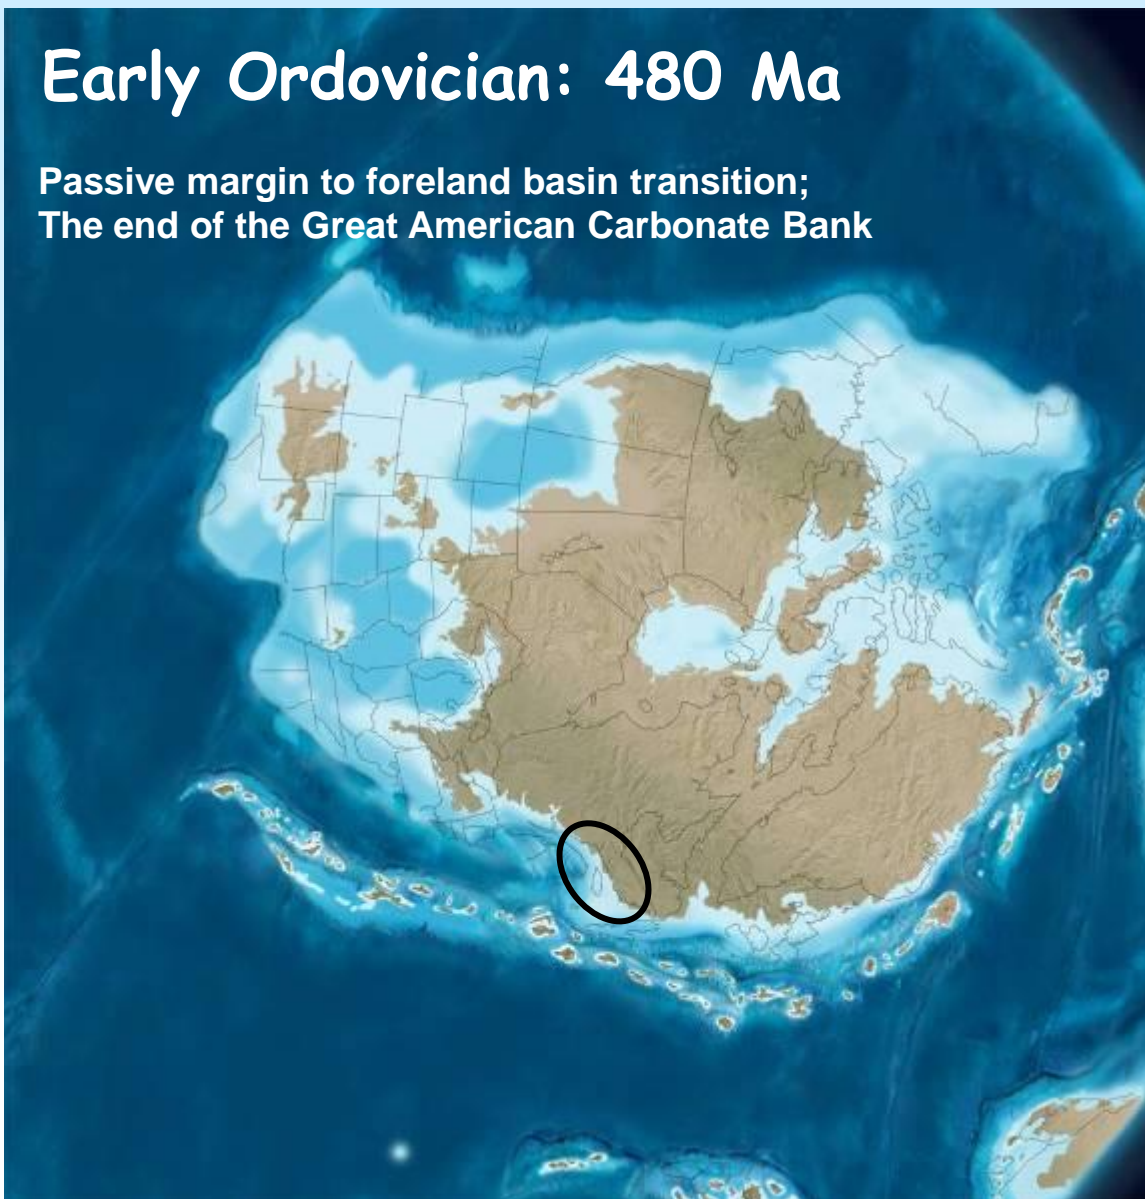 Early Ordovician: 480 Ma
Passive margin to foreland basin transition;
The end of the Great American Carbonate Bank